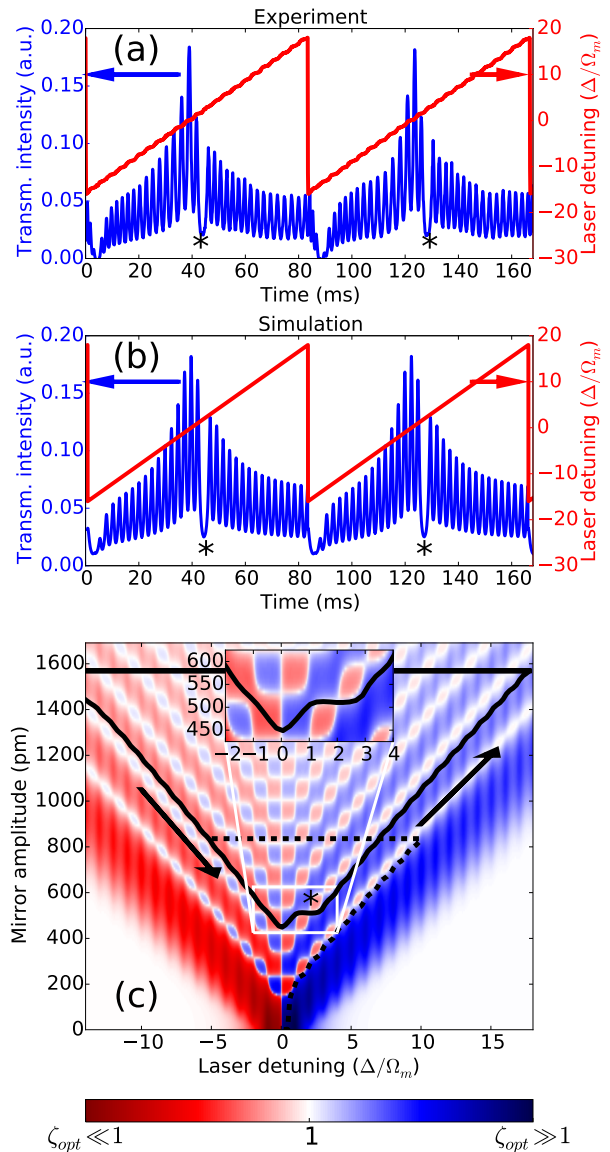 Experiment
(a)
0.20
0.15
0.10
0.05
0.00
Transm. intensity (a.u.)
20
10
0
−10
−20
−30
Laser detuning (Δ/Ωm)
*
*
0 20 40 60 80 100 120 140 160
Time (ms)
Simulation
(b)
0.20
0.15
0.10
0.05
0.00
Transm. intensity (a.u.)
20
10
0
−10
−20
−30
Laser detuning (Δ/Ωm)
*
*
0 20 40 60 80 100 120 140 160
Time (ms)
1600
1400
1200
1000
800
600
400
200
0
Mirror amplitude (pm)
600
550
500
450
−2 −1 0 1 2 3 4
*
(c)
−10 −5 0 5 10 15
Laser detuning (Δ/Ωm)
ζopt ≪1 1 ζopt ≫1